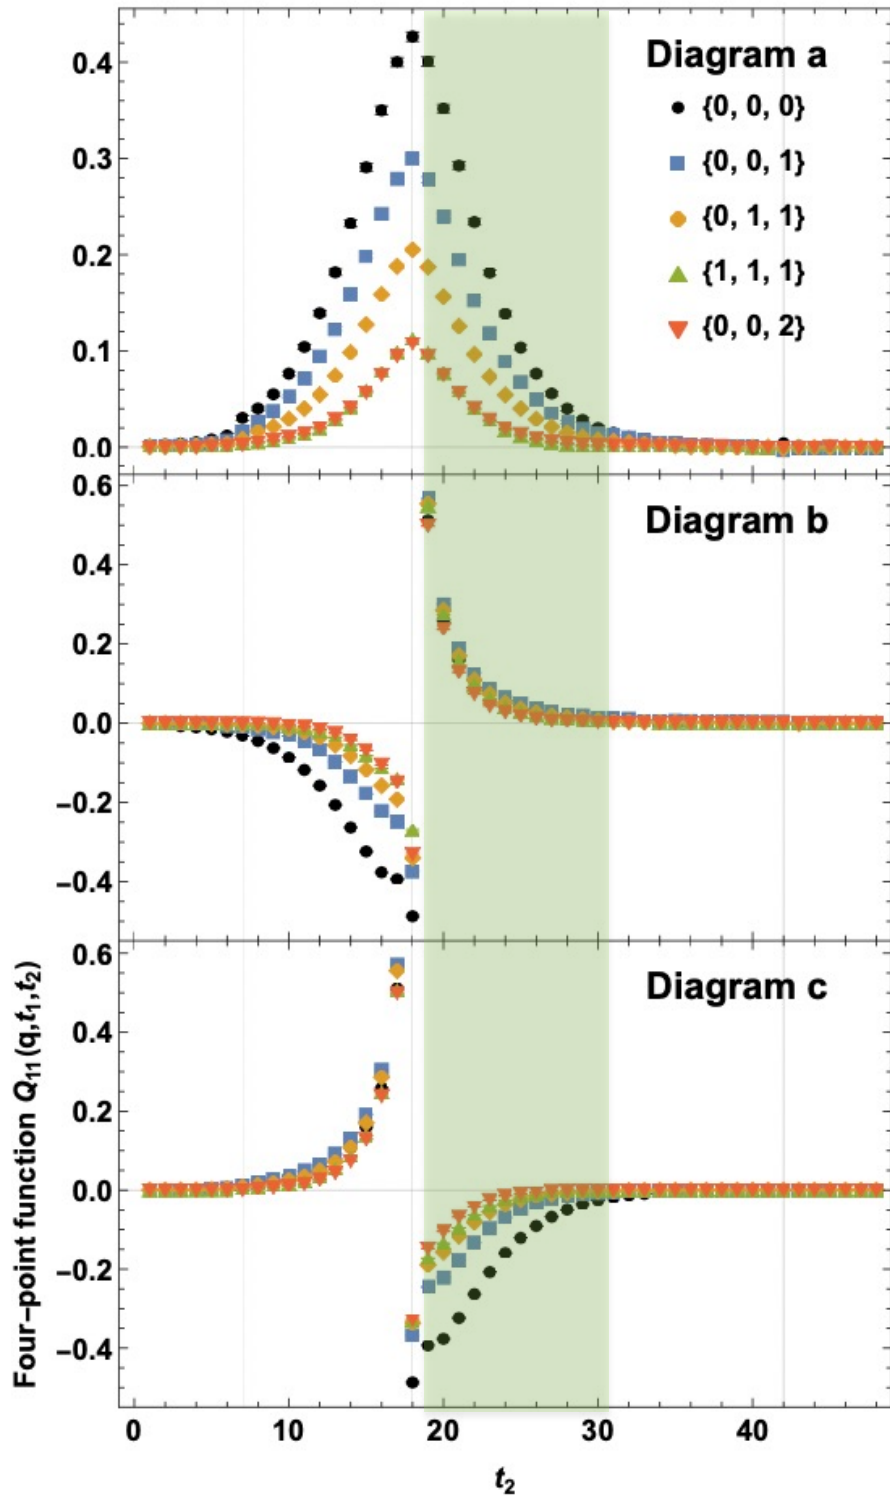 Diagram a
0.4
{0, 0, 0}
0.3
{0, 0, 1}
0.2
{0, 1, 1}
{1, 1, 1}
0.1
{0, 0, 2}
0.0
0.6
Diagram b
0.4
0.2
0.0
−0.2
−0.4
0.6
Diagram c
0.4
0.2
0.0
−0.2
−0.4
Four−point function Q11(q,t1,t2)
0 10 20 30 40
t2